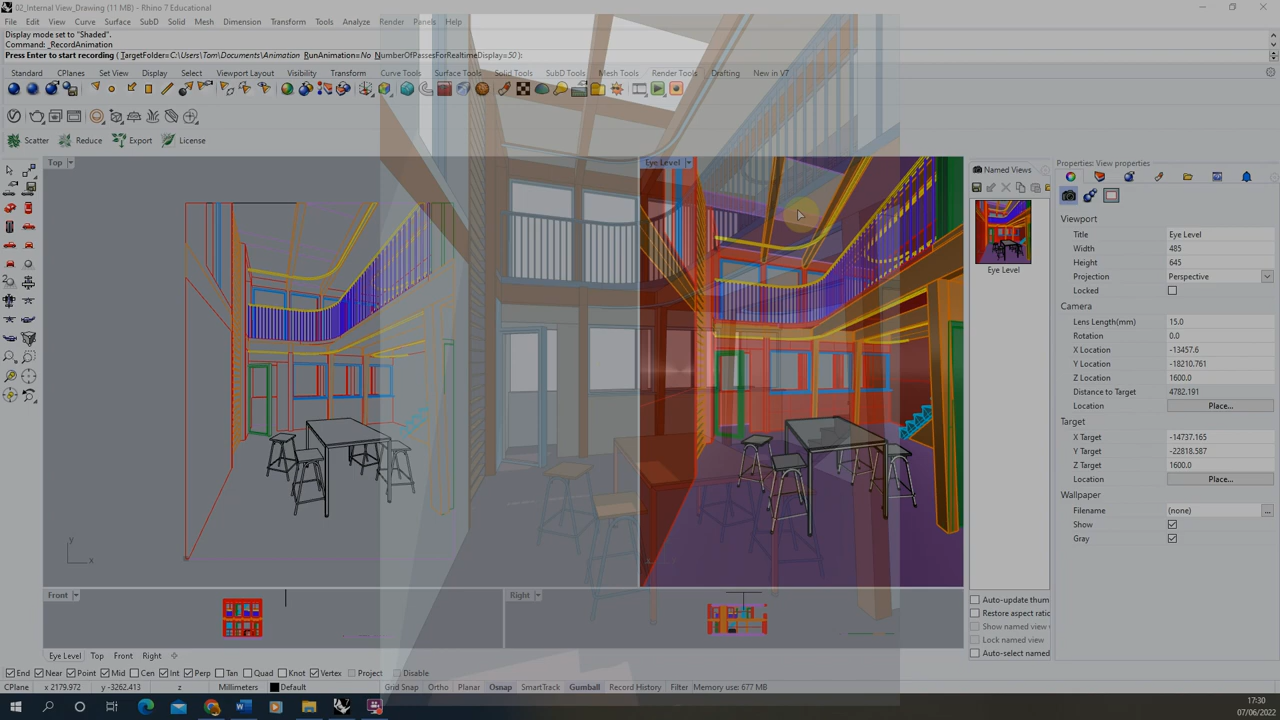 02_Internal View_Drawing (11 MB) - Rhino 7 Educational
File Edit View Curve Surface SubD Solid Mesh Dimension Transform Tools Analyze Render Panels Help
Display mode set to "Shaded".
Command: _RecordAnimation
Press Enter to start recording ( TargetFolder=C:\Users\Tom\Documents\Animation RunAnimation=No NumberOfPassesForRealtimeDisplay=50 ):
Standard CPlanes Set View Display Select Viewport Layout Visibility Transform Curve Tools Surface Tools Solid Tools SubD Tools Mesh Tools Render Tools Drafting New in V7
Scatter Reduce Export License
Top
Eye Level
Named Views
Eye Level
Properties: View properties
Viewport
Title Eye Level
Width 485
Height 645
Projection Perspective
Locked
Camera
Lens Length(mm) 15.0
Rotation 0.0
X Location -13457.6
Y Location -18210.761
Z Location 1600.0
Distance to Target 4782.191
Location Place...
Target
X Target -14737.165
Y Target -22818.587
Z Target 1600.0
Location Place...
Wallpaper
Filename (none) ...
Show
Gray
y
x
Front
Right
Auto-update thum
Restore aspect ratio
Show named view
Lock named view
Auto-select named
Eye Level Top Front Right
End Near Point Mid Cen Int Perp Tan Quad Knot Vertex Project Disable
CPlane x 2179.972 y -3262.413 z Millimeters Default Grid Snap Ortho Planar Osnap SmartTrack Gumball Record History Filter Memory use: 677 MB
17:30
07/06/2022